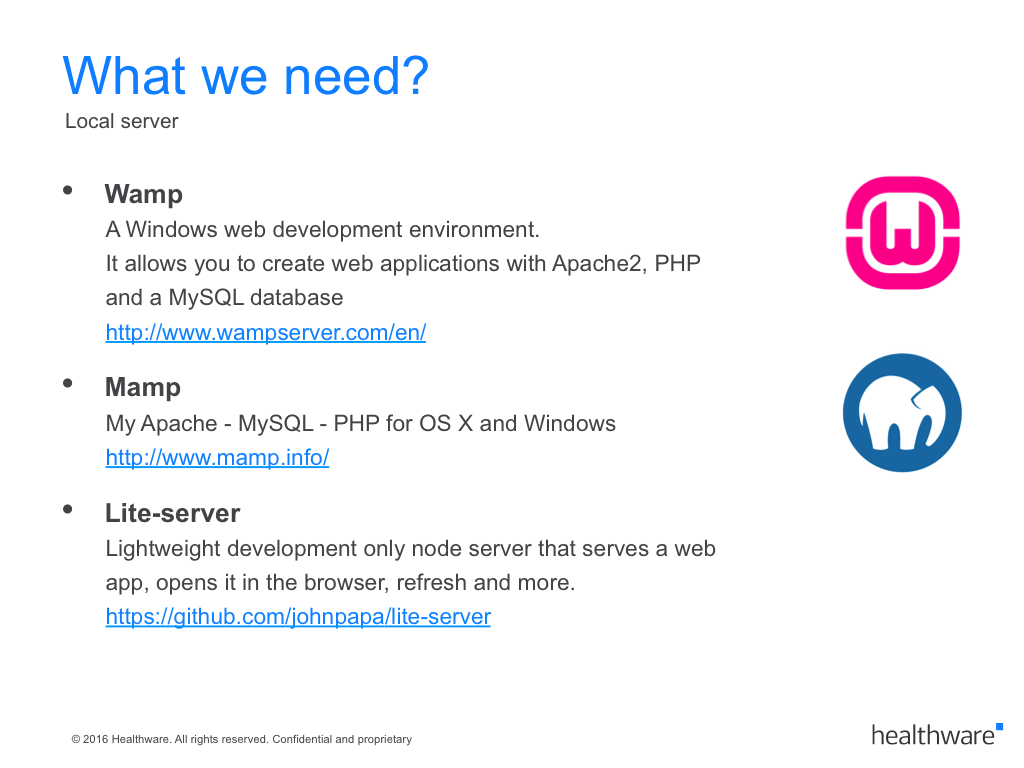 What we need?
Local server
• Wamp
A Windows web development environment.
It allows you to create web applications with Apache2, PHP
and a MySQL database
http://www.wampserver.com/en/
• Mamp
My Apache - MySQL - PHP for OS X and Windows
http://www.mamp.info/
• Lite-server
Lightweight development only node server that serves a web
app, opens it in the browser, refresh and more.
https://github.com/johnpapa/lite-server
W
© 2016 Healthware. All rights reserved. Confidential and proprietary
healthware